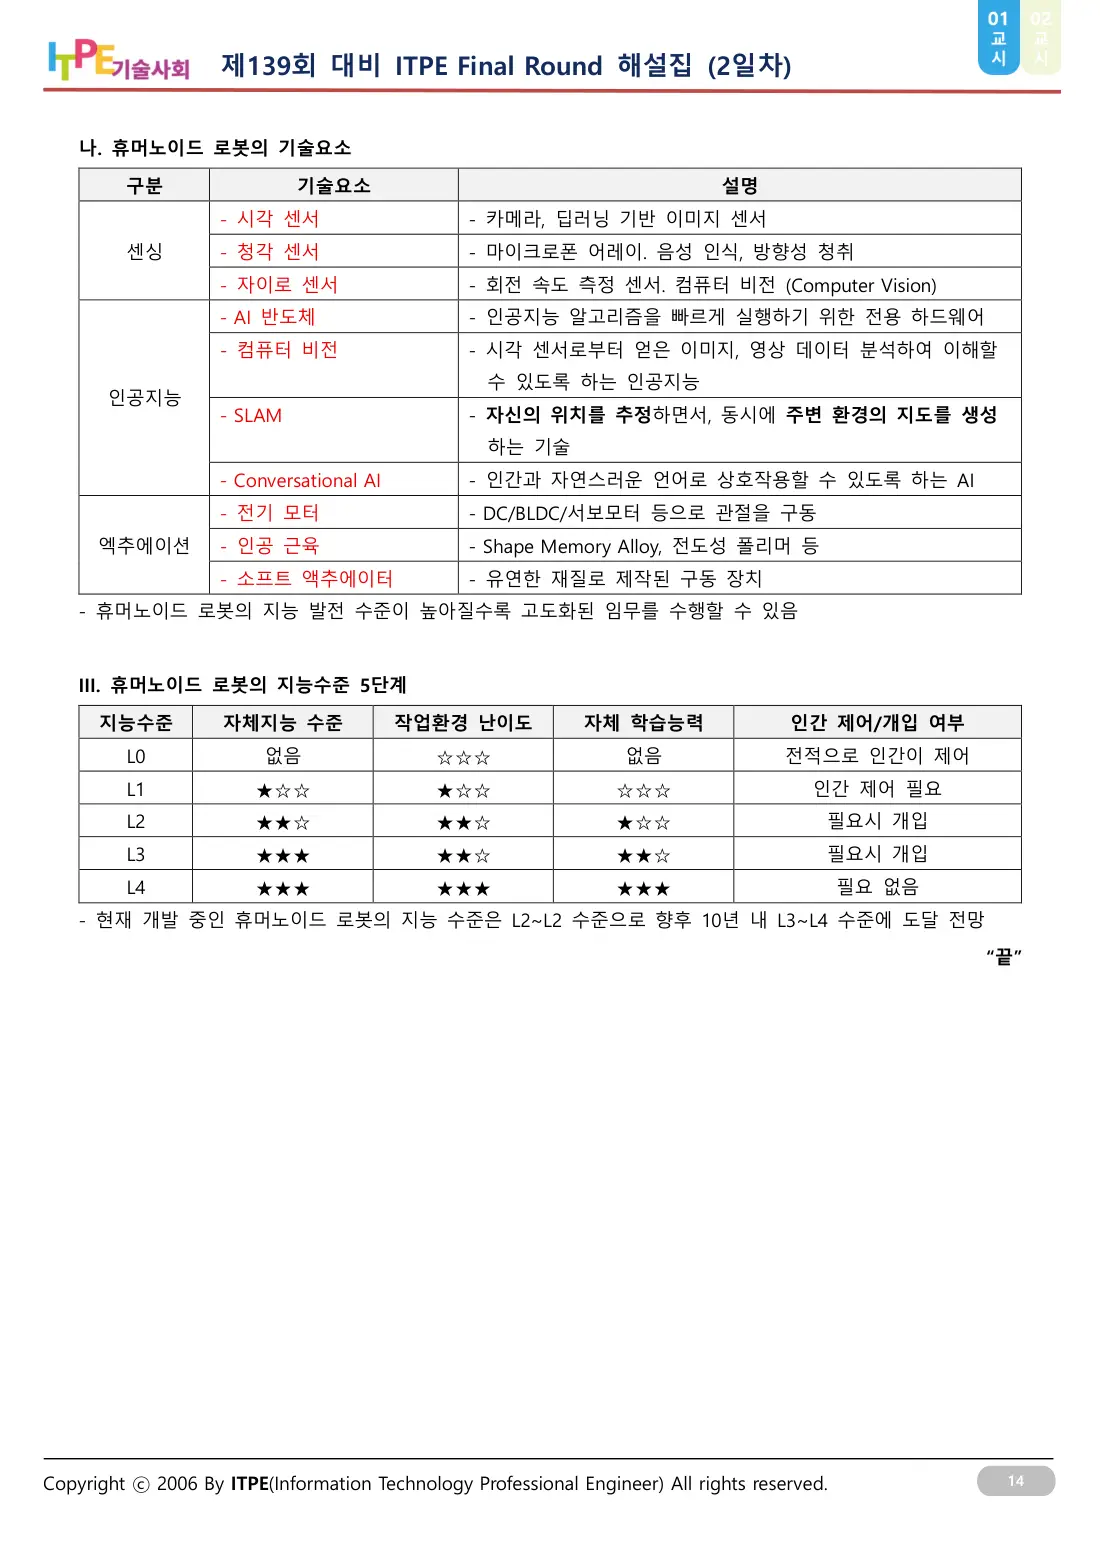 ITPE기술사회 제139회 대비 ITPE Final Round 해설집 (2일차)
01 교시
02 교시
나. 휴머노이드 로봇의 기술요소
구분 기술요소 설명
센싱
- 시각 센서 - 카메라, 딥러닝 기반 이미지 센서
- 청각 센서 - 마이크로폰 어레이. 음성 인식, 방향성 청취
- 자이로 센서 - 회전 속도 측정 센서. 컴퓨터 비전 (Computer Vision)
인공지능
- AI 반도체 - 인공지능 알고리즘을 빠르게 실행하기 위한 전용 하드웨어
- 컴퓨터 비전 - 시각 센서로부터 얻은 이미지, 영상 데이터 분석하여 이해할
수 있도록 하는 인공지능
- SLAM - 자신의 위치를 추정하면서, 동시에 주변 환경의 지도를 생성
하는 기술
- Conversational AI - 인간과 자연스러운 언어로 상호작용할 수 있도록 하는 AI
엑추에이션
- 전기 모터 - DC/BLDC/서보모터 등으로 관절을 구동
- 인공 근육 - Shape Memory Alloy, 전도성 폴리머 등
- 소프트 액추에이터 - 유연한 재질로 제작된 구동 장치
- 휴머노이드 로봇의 지능 발전 수준이 높아질수록 고도화된 임무를 수행할 수 있음
III. 휴머노이드 로봇의 지능수준 5단계
지능수준 자체지능 수준 작업환경 난이도 자체 학습능력 인간 제어/개입 여부
L0 없음 ☆☆☆ 없음 전적으로 인간이 제어
L1 ★☆☆ ★☆☆ ☆☆☆ 인간 제어 필요
L2 ★★☆ ★★☆ ★☆☆ 필요시 개입
L3 ★★★ ★★☆ ★★☆ 필요시 개입
L4 ★★★ ★★★ ★★★ 필요 없음
- 현재 개발 중인 휴머노이드 로봇의 지능 수준은 L2~L2 수준으로 향후 10년 내 L3~L4 수준에 도달 전망
“끝”
Copyright ⓒ 2006 By ITPE(Information Technology Professional Engineer) All rights reserved.
14